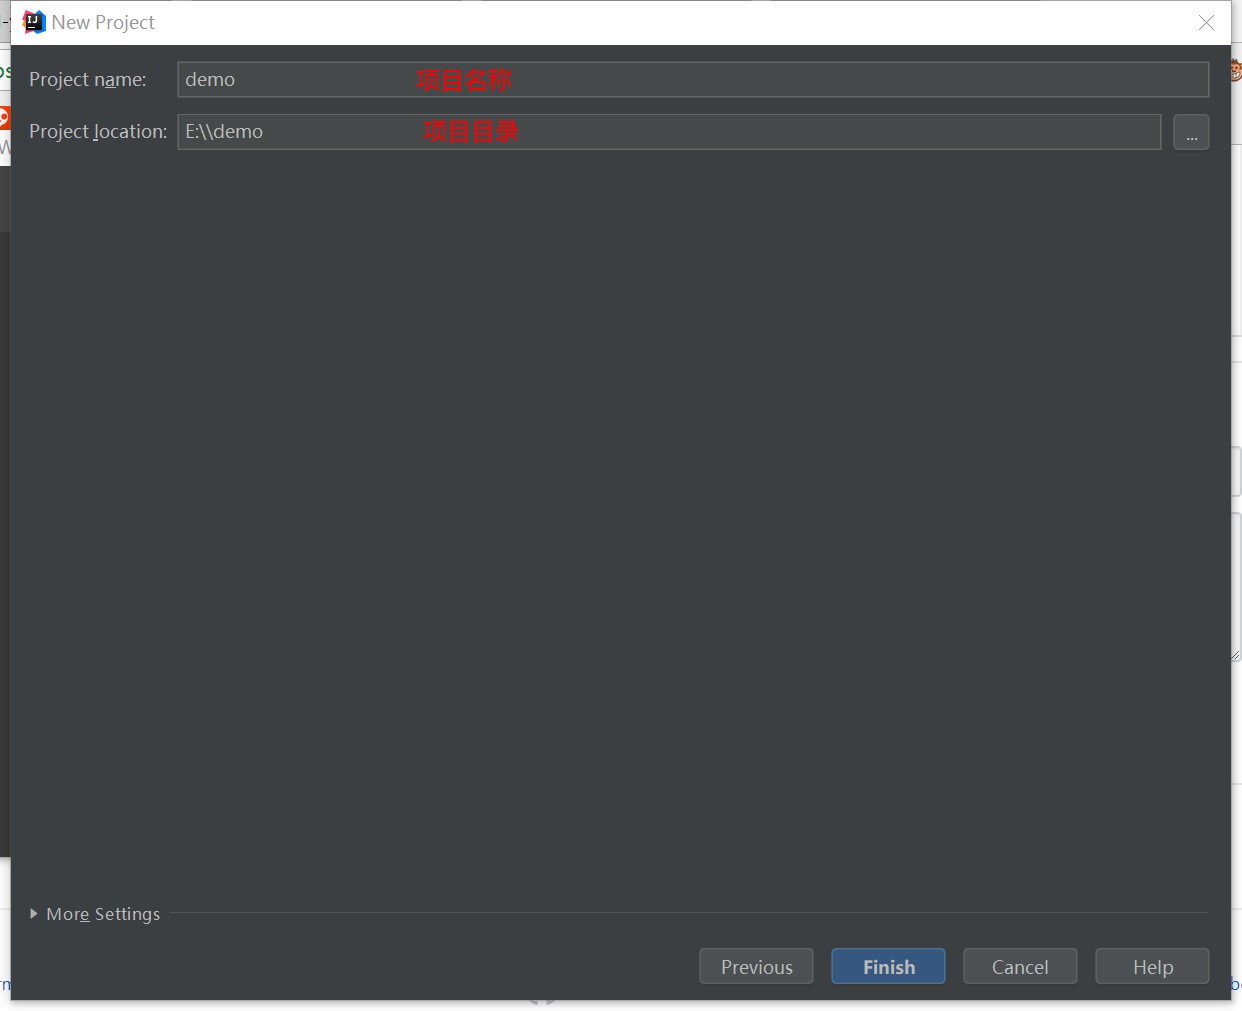 New Project
Project name: demo 项目名称
Project location: E:\\demo 项目目录 ...
More Settings
Previous Finish Cancel Help